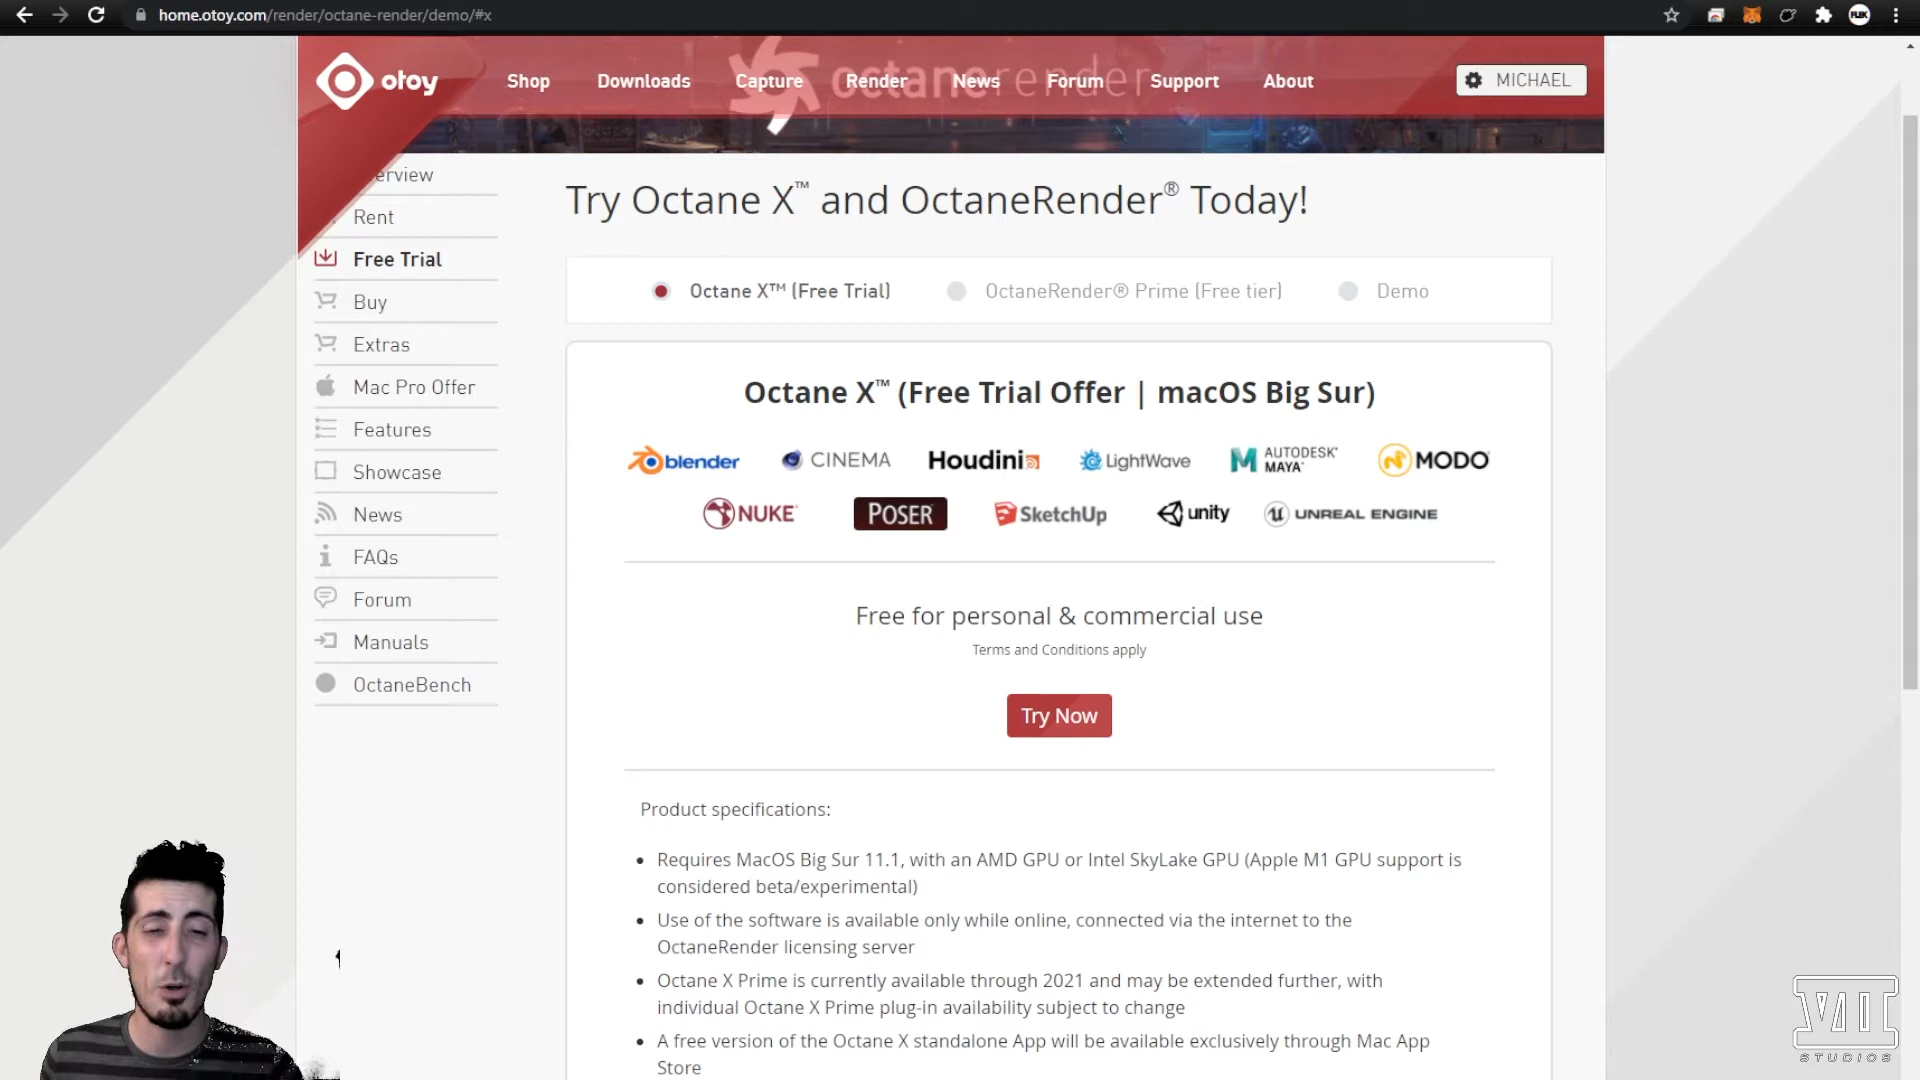 home.otoy.com/render/octane-render/demo/#x
FLEX
otoy
Shop
Downloads
Capture
Render
News
Forum
Support
About
MICHAEL
octanerender
erview
Rent
Free Trial
Buy
Extras
Mac Pro Offer
Features
Showcase
News
FAQs
Forum
Manuals
OctaneBench
Try Octane X™ and OctaneRender® Today!
Octane X™ (Free Trial)
OctaneRender® Prime (Free tier)
Demo
Octane X™ (Free Trial Offer | macOS Big Sur)
blender
CINEMA
Houdini
LightWave
AUTODESK®
MAYA®
MODO
NUKE
POSER
SketchUp
unity
UNREAL ENGINE
Free for personal & commercial use
Terms and Conditions apply
Try Now
Product specifications:
• Requires MacOS Big Sur 11.1, with an AMD GPU or Intel SkyLake GPU (Apple M1 GPU support is
considered beta/experimental)
• Use of the software is available only while online, connected via the internet to the
OctaneRender licensing server
• Octane X Prime is currently available through 2021 and may be extended further, with
individual Octane X Prime plug-in availability subject to change
• A free version of the Octane X standalone App will be available exclusively through Mac App
Store
VII
STUDIOS